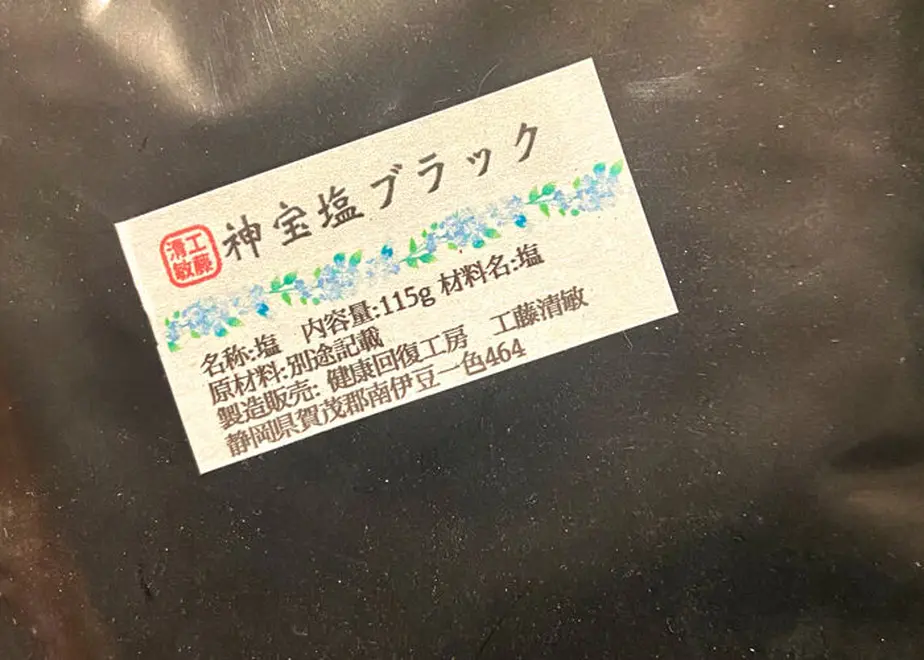 神宝塩ブラック
工藤
清敏
名称:塩 内容量:115g 材料名:塩
原材料:別途記載
製造販売: 健康回復工房 工藤清敏
静岡県賀茂郡南伊豆一色464